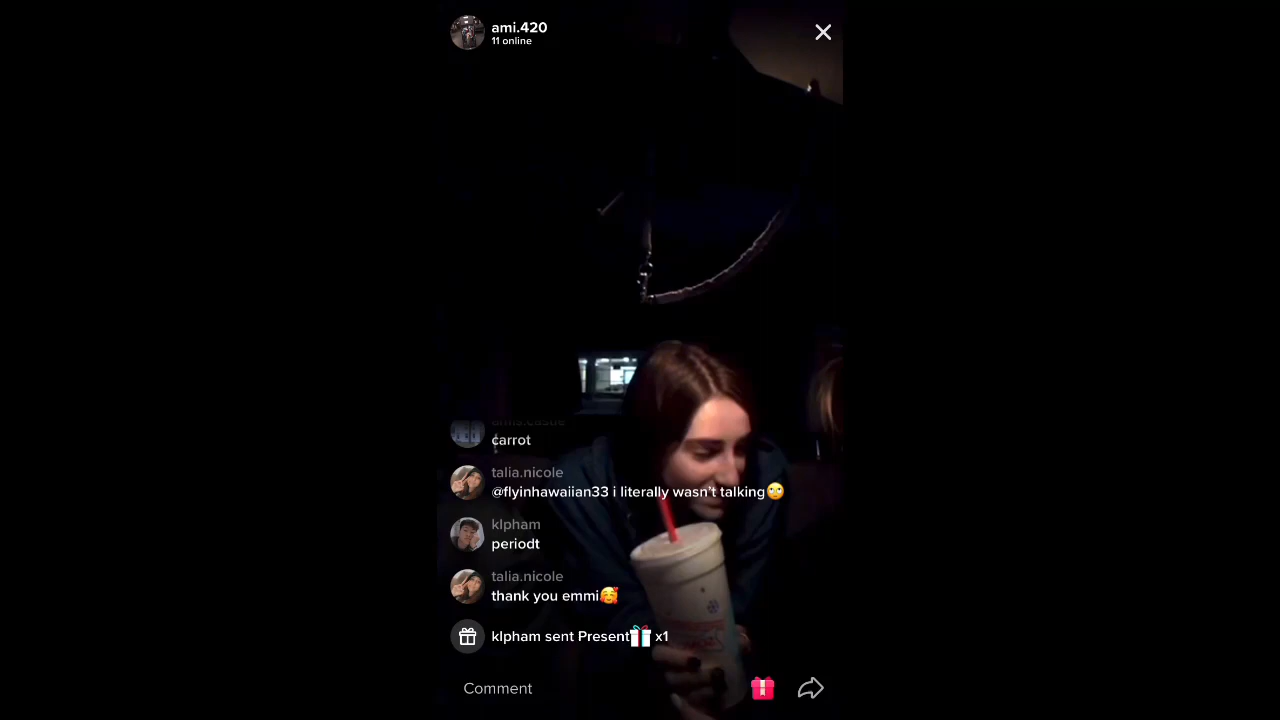 ami.420
11 online
carrot
talia.nicole
@flyinhawaiian33 i literally wasn't talking🙄
klpham
periodt
talia.nicole
thank you emmi🥰
klpham sent Present🎁 x1
Comment